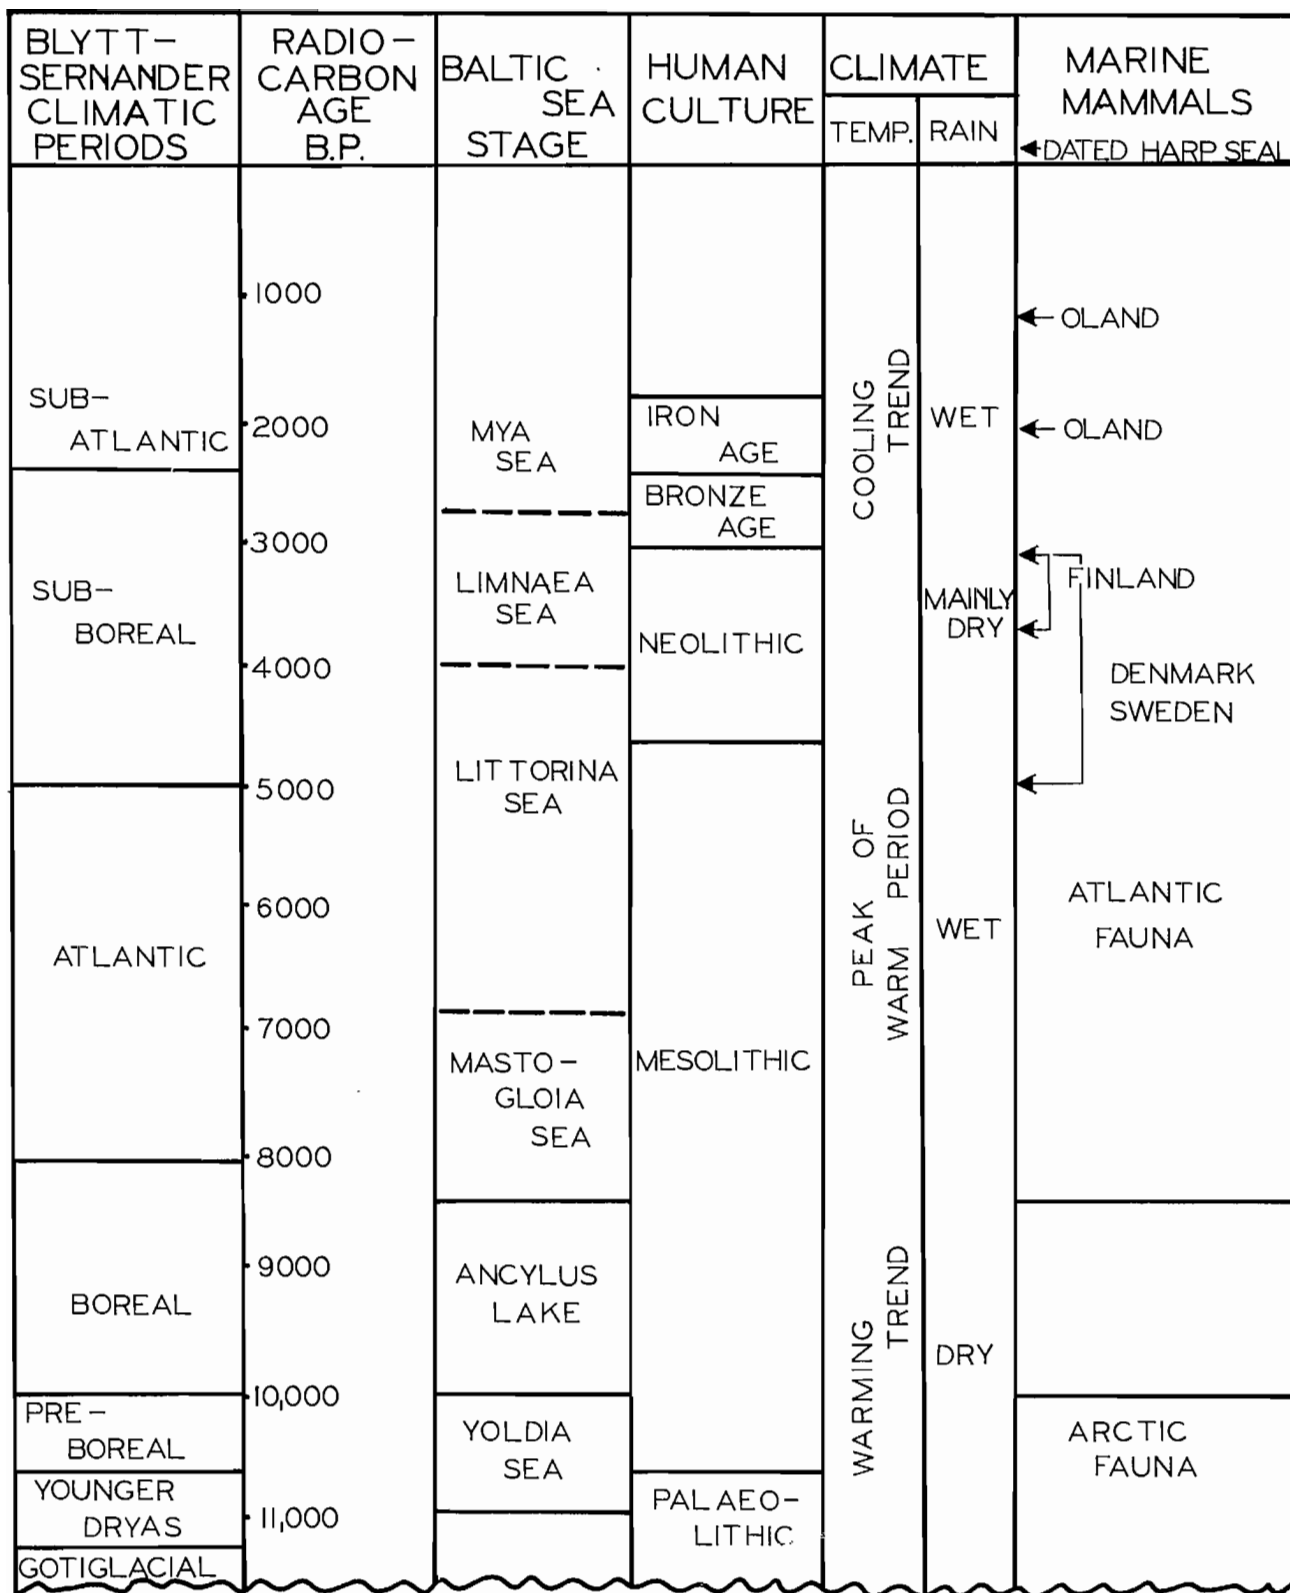 BLYTT-
SERNANDER
CLIMATIC
PERIODS
RADIO-
CARBON
AGE
B.P.
BALTIC
SEA
STAGE
HUMAN
CULTURE
CLIMATE
TEMP.
RAIN
MARINE
MAMMALS
DATED HARP SEAL
SUB-
ATLANTIC
SUB-
BOREAL
ATLANTIC
BOREAL
PRE-
BOREAL
YOUNGER
DRYAS
GOTIGLACIAL
1000
2000
3000
4000
5000
6000
7000
8000
9000
10,000
11,000
MYA
SEA
LIMNAEA
SEA
LITTORINA
SEA
MASTO-
GLOIA
SEA
ANCYLUS
LAKE
YOLDIA
SEA
IRON
AGE
BRONZE
AGE
NEOLITHIC
MESOLITHIC
PALAEO-
LITHIC
COOLING
TREND
PEAK OF
WARM PERIOD
WARMING
TREND
WET
MAINLY
DRY
WET
DRY
OLAND
OLAND
FINLAND
DENMARK
SWEDEN
ATLANTIC
FAUNA
ARCTIC
FAUNA